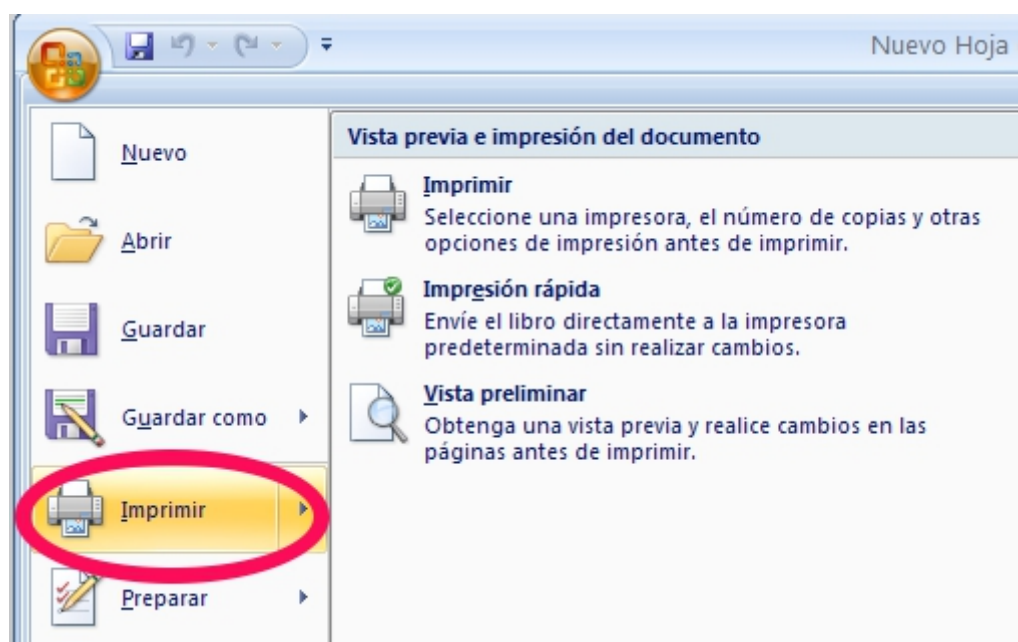 Nuevo Hoja
Nuevo
Abrir
Guardar
Guardar como
Imprimir
Preparar
Vista previa e impresión del documento
Imprimir
Seleccione una impresora, el número de copias y otras
opciones de impresión antes de imprimir.
Impresión rápida
Envíe el libro directamente a la impresora
predeterminada sin realizar cambios.
Vista preliminar
Obtenga una vista previa y realice cambios en las
páginas antes de imprimir.